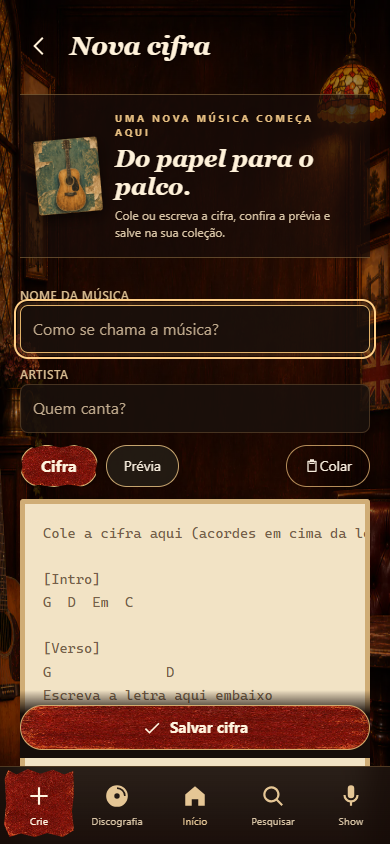 Nova cifra
UMA NOVA MÚSICA COMEÇA
AQUI
Do papel para o
palco.
Cole ou escreva a cifra, confira a prévia e
salve na sua coleção.
NOME DA MÚSICA
Como se chama a música?
ARTISTA
Quem canta?
Cifra
Prévia
Colar
Cole a cifra aqui (acordes em cima da
[Intro]
G  D  Em  C
[Verso]
G              D
Escreva a letra aqui embaixo
Salvar cifra
Crie
Discografia
Início
Pesquisar
Show